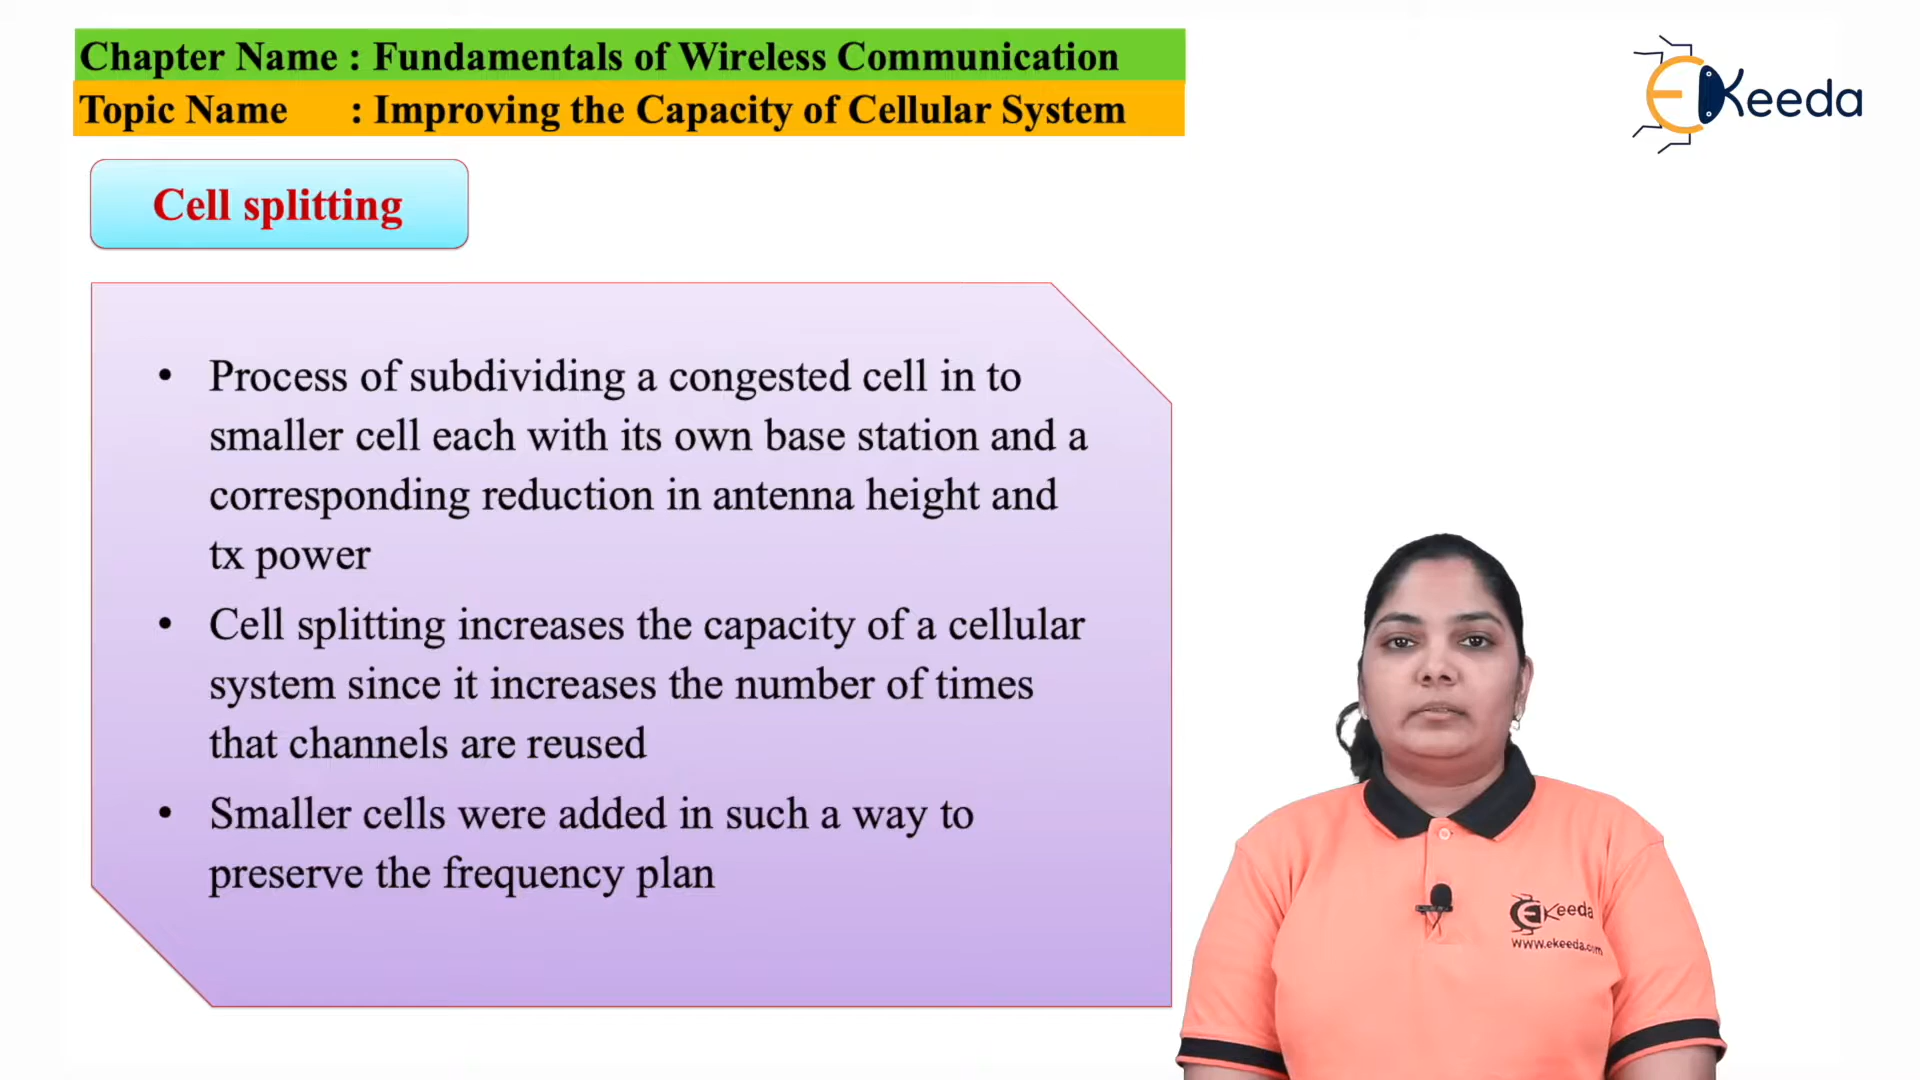 Chapter Name : Fundamentals of Wireless Communication
Topic Name : Improving the Capacity of Cellular System
EKeeda
Cell splitting
• Process of subdividing a congested cell in to
smaller cell each with its own base station and a
corresponding reduction in antenna height and
tx power
• Cell splitting increases the capacity of a cellular
system since it increases the number of times
that channels are reused
• Smaller cells were added in such a way to
preserve the frequency plan
EKeeda
www.ekeeda.com